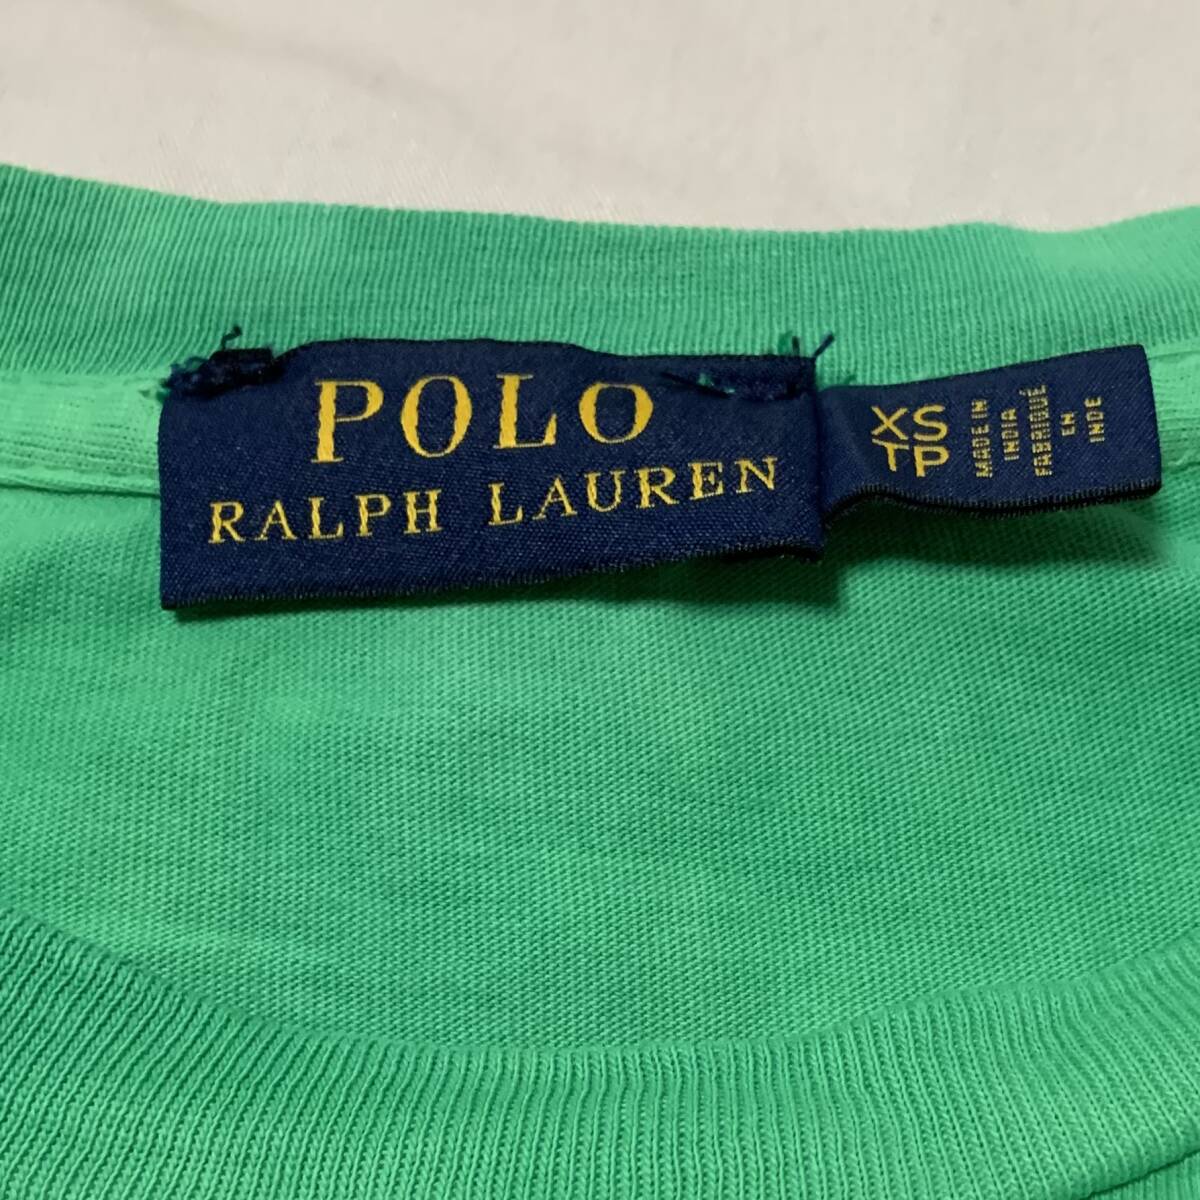 POLO
RALPH LAUREN
XS
TP
MADE IN
INDIA
FABRIQUÉ
EN
INDE